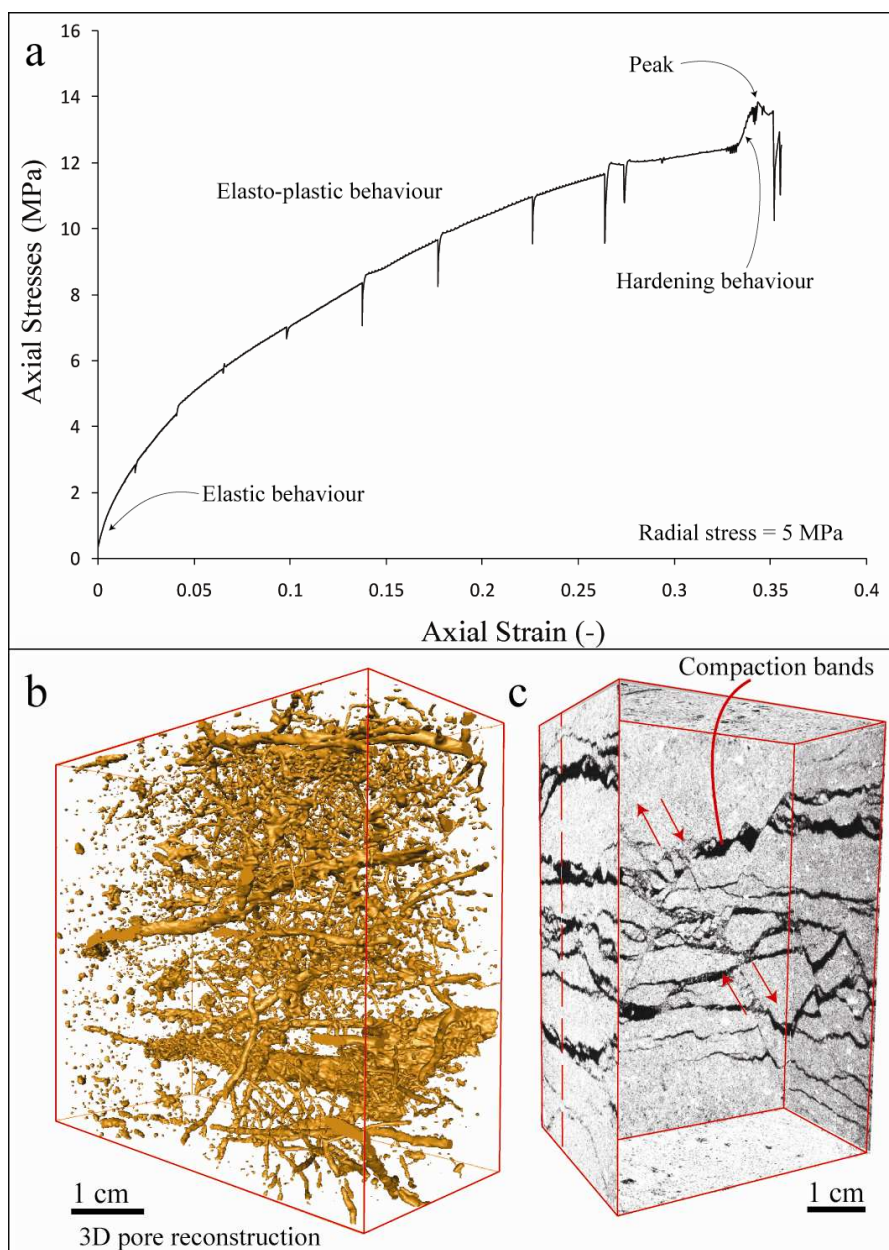 a
16
14
12
10
8
6
4
2
0
Axial Stresses (MPa)
Peak
Elasto-plastic behaviour
Hardening behaviour
Elastic behaviour
Radial stress = 5 MPa
0 0.05 0.1 0.15 0.2 0.25 0.3 0.35 0.4
Axial Strain (-)
b
1 cm
3D pore reconstruction
c
Compaction bands
1 cm